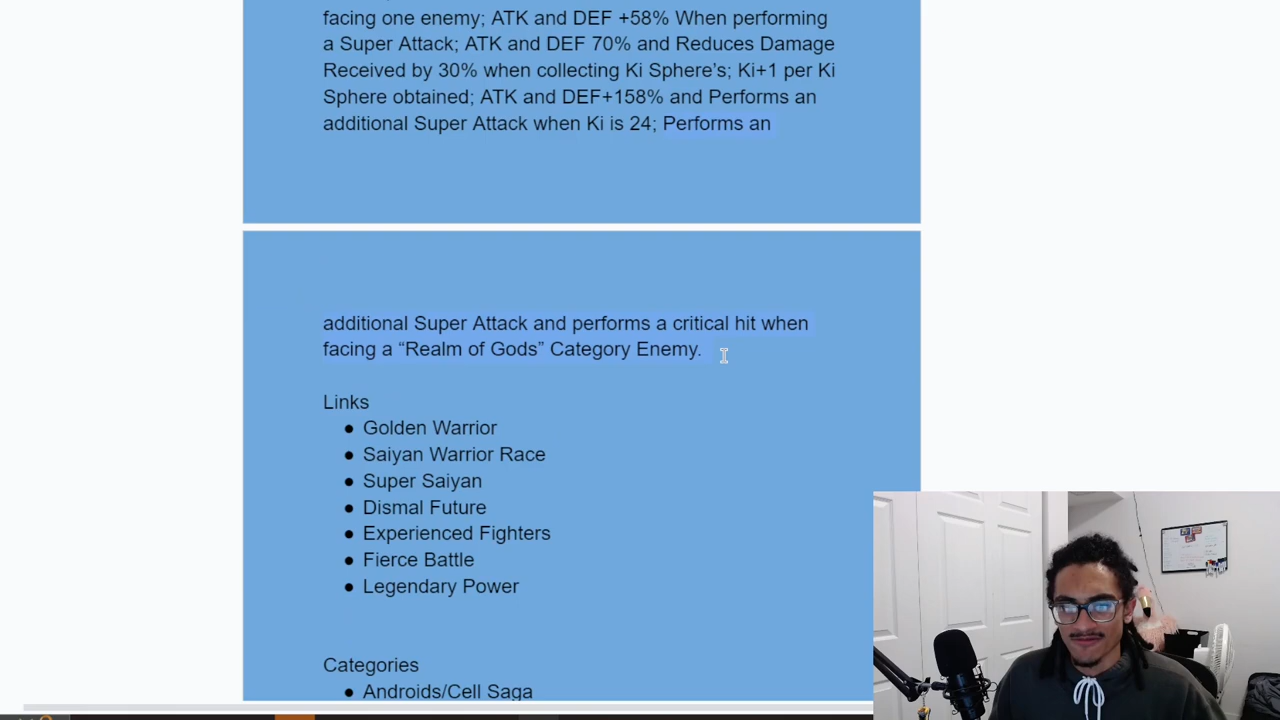 facing one enemy; ATK and DEF +58% When performing
a Super Attack; ATK and DEF 70% and Reduces Damage
Received by 30% when collecting Ki Sphere’s; Ki+1 per Ki
Sphere obtained; ATK and DEF+158% and Performs an
additional Super Attack when Ki is 24; Performs an
additional Super Attack and performs a critical hit when
facing a “Realm of Gods” Category Enemy.
Links
● Golden Warrior
● Saiyan Warrior Race
● Super Saiyan
● Dismal Future
● Experienced Fighters
● Fierce Battle
● Legendary Power
Categories
● Androids/Cell Saga